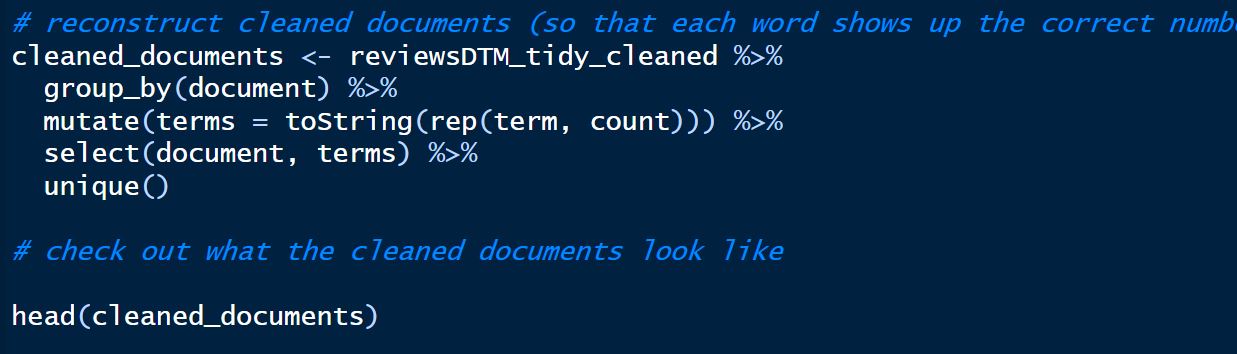 # reconstruct cleaned documents (so that each word shows up the correct
cleaned_documents <- reviewsDTM_tidy_cleaned %>%
group_by(document) %>%
mutate(terms = toString(rep(term, count))) %>%
select(document, terms) %>%
unique()
# check out what the cleaned documents look like
head(cleaned_documents)